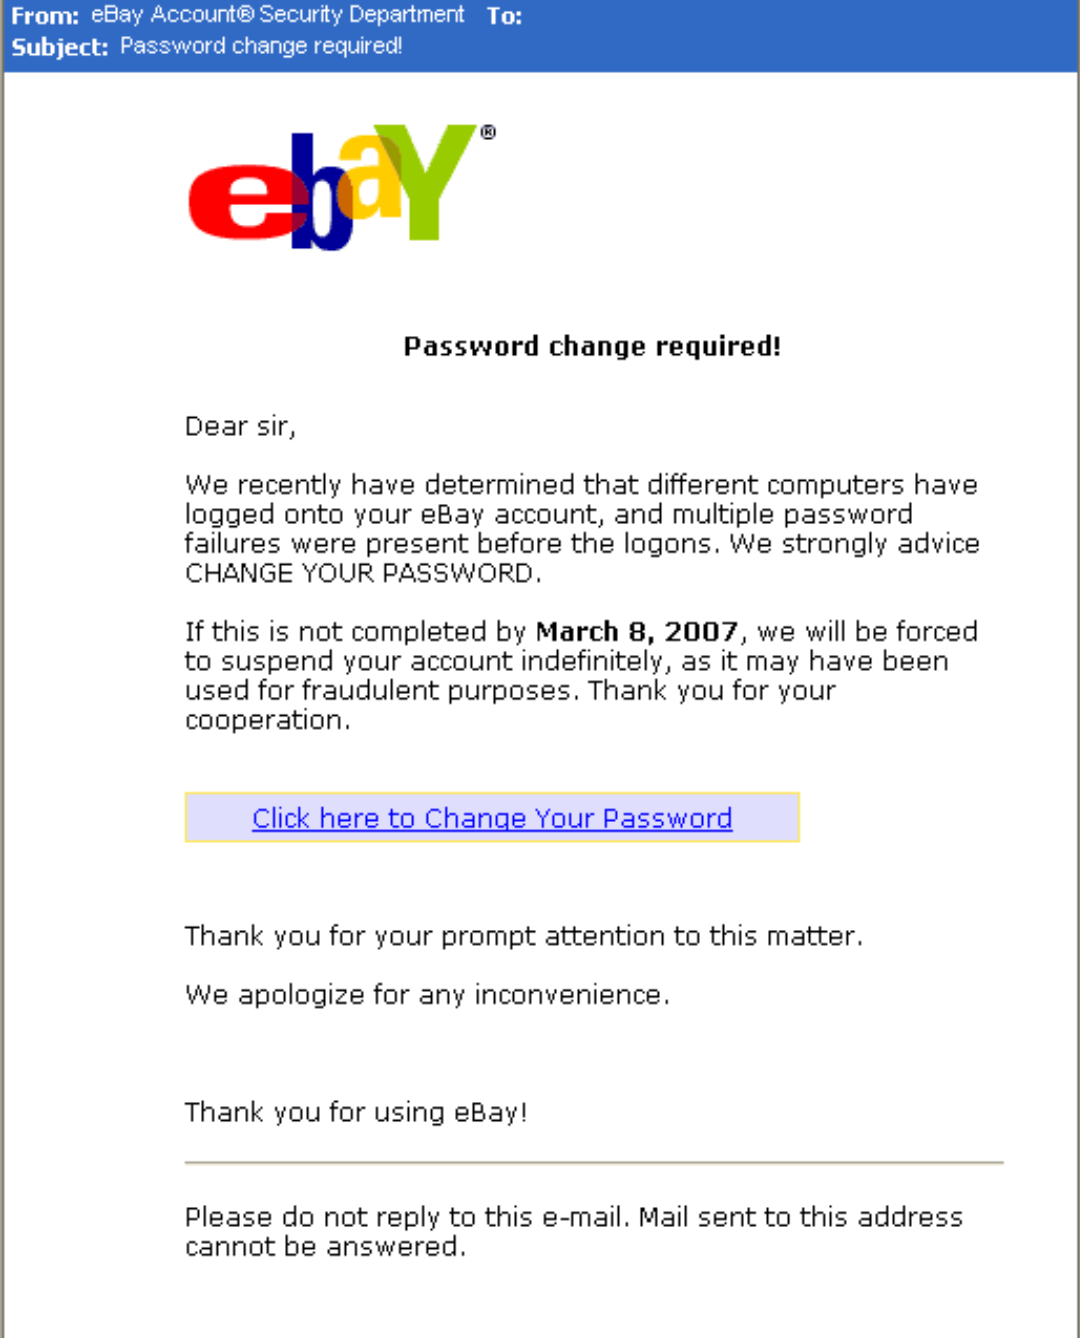 From: eBay Account® Security Department To:
Subject: Password change required!
ebaY®
Password change required!
Dear sir,
We recently have determined that different computers have
logged onto your eBay account, and multiple password
failures were present before the logons. We strongly advice
CHANGE YOUR PASSWORD.
If this is not completed by March 8, 2007, we will be forced
to suspend your account indefinitely, as it may have been
used for fraudulent purposes. Thank you for your
cooperation.
Click here to Change Your Password
Thank you for your prompt attention to this matter.
We apologize for any inconvenience.
Thank you for using eBay!
Please do not reply to this e-mail. Mail sent to this address
cannot be answered.